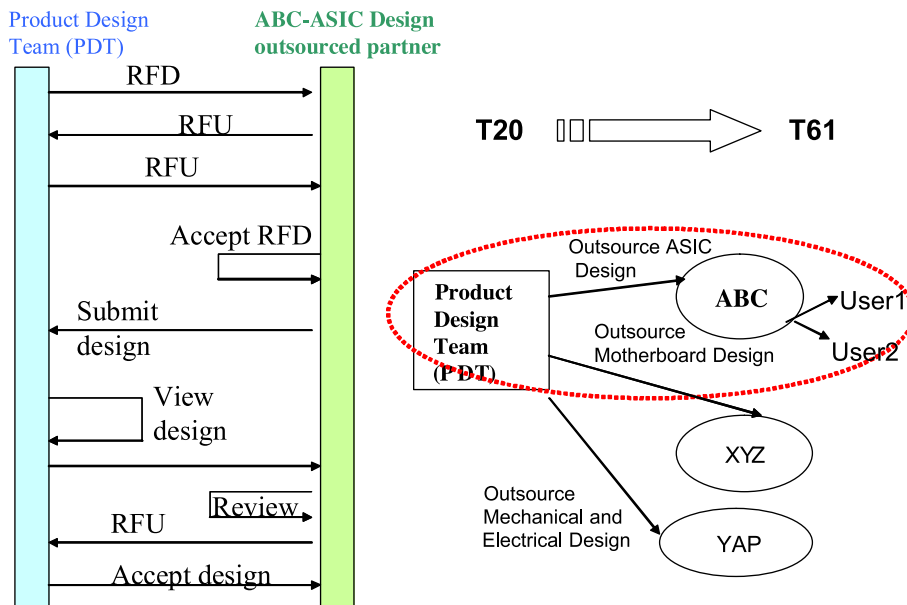 Product Design
Team (PDT)
ABC-ASIC Design
outsourced partner
RFD
RFU
RFU
Accept RFD
Submit
design
View
design
Review
RFU
Accept design
T20
T61
Outsource ASIC
Design
Product
Design
Team
(PDT)
ABC
User1
User2
Outsource
Motherboard Design
XYZ
Outsource
Mechanical and
Electrical Design
YAP